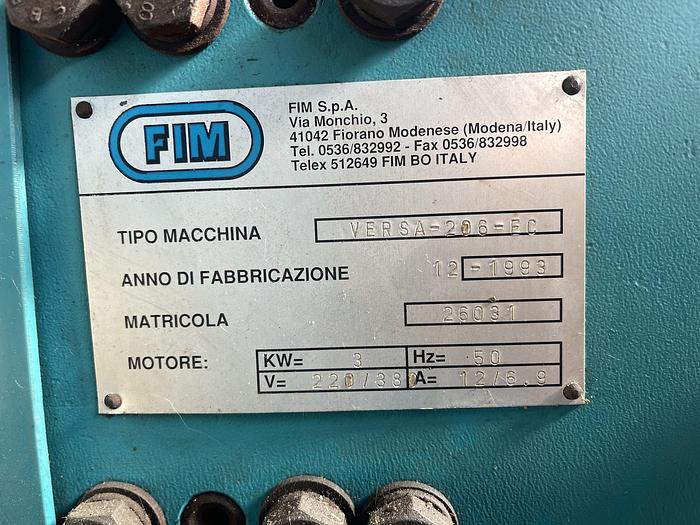 FIM
FIM S.p.A.
Via Monchio, 3
41042 Fiorano Modenese (Modena/Italy)
Tel. 0536/832992 - Fax 0536/832998
Telex 512649 FIM BO ITALY
TIPO MACCHINA VERSA-206-EC
ANNO DI FABBRICAZIONE 12-1993
MATRICOLA 26031
MOTORE: KW= 3 Hz= 50
V= 220/380 A= 12/6.9